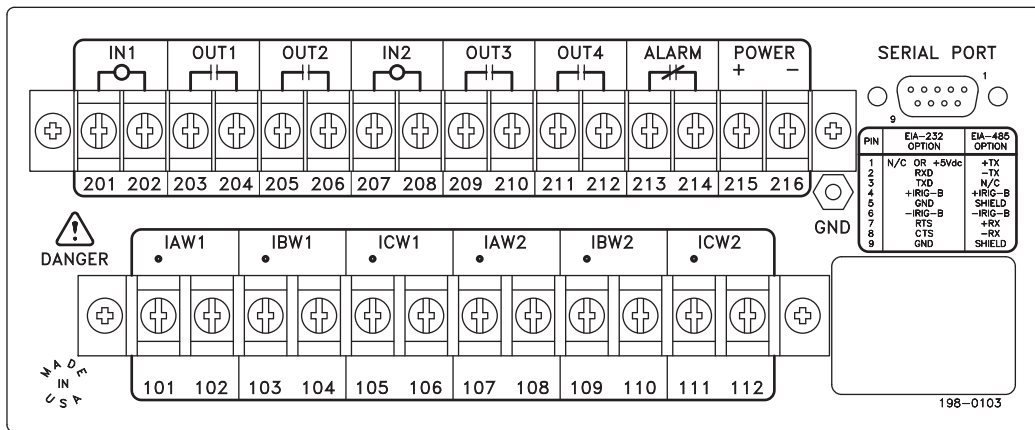 IN1 OUT1 OUT2 IN2 OUT3 OUT4 ALARM POWER
+ −
201 202 203 204 205 206 207 208 209 210 211 212 213 214 215 216
GND
SERIAL PORT
1
9
PIN EIA−232 OPTION EIA−485 OPTION
1 N/C OR +5Vdc +TX
2 RXD −TX
3 TXD N/C
4 +IRIG−B +IRIG−B
5 GND SHIELD
6 −IRIG−B −IRIG−B
7 RTS +RX
8 CTS −RX
9 GND SHIELD
DANGER
IAW1 IBW1 ICW1 IAW2 IBW2 ICW2
101 102 103 104 105 106 107 108 109 110 111 112
MADE
IN
USA
198−0103